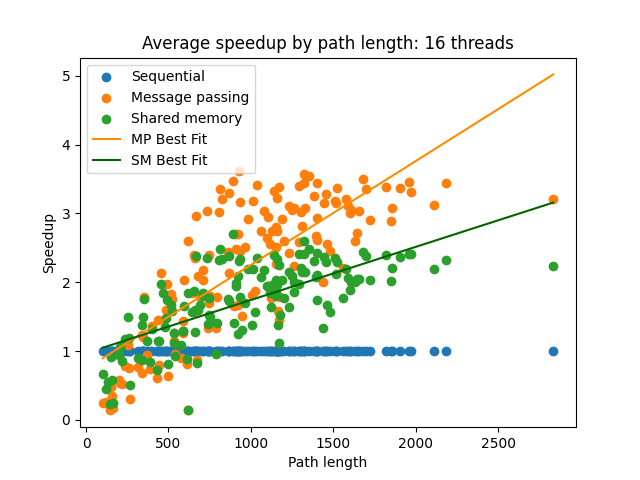 Average speedup by path length: 16 threads
Sequential
Message passing
Shared memory
MP Best Fit
SM Best Fit
Speedup
5
4
3
2
1
0
0
500
1000
1500
2000
2500
Path length